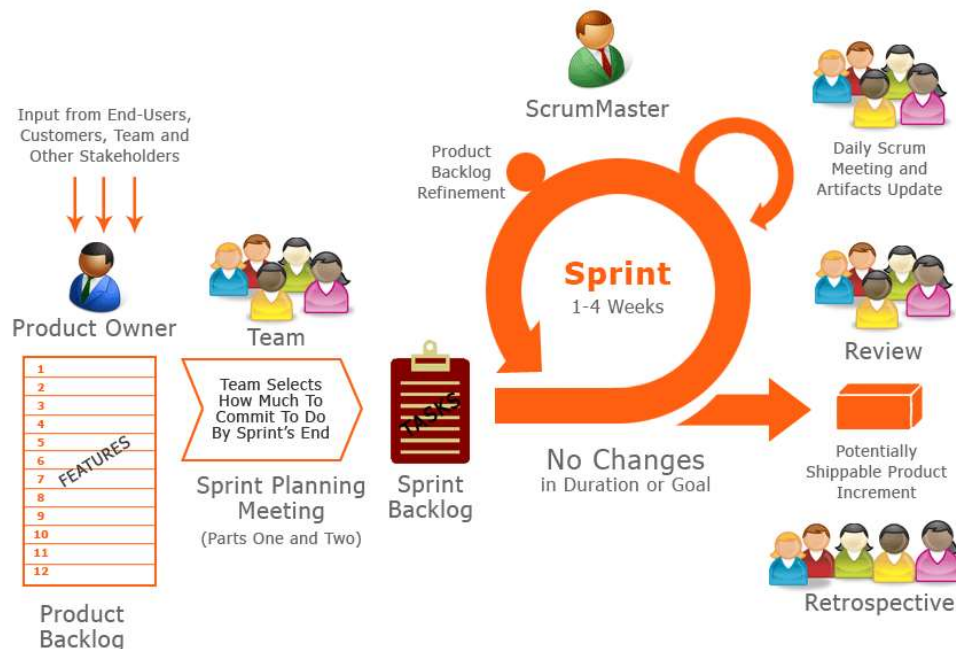 Input from End-Users,
Customers, Team and
Other Stakeholders
Product Owner
1
2
3
4
5
6
7
8
9
10
11
12
FEATURES
Product
Backlog
Team
Team Selects
How Much To
Commit To Do
By Sprint's End
Sprint Planning
Meeting
(Parts One and Two)
TASKS
Sprint
Backlog
ScrumMaster
Product
Backlog
Refinement
Sprint
1-4 Weeks
No Changes
in Duration or Goal
Daily Scrum
Meeting and
Artifacts Update
Review
Potentially
Shippable Product
Increment
Retrospective